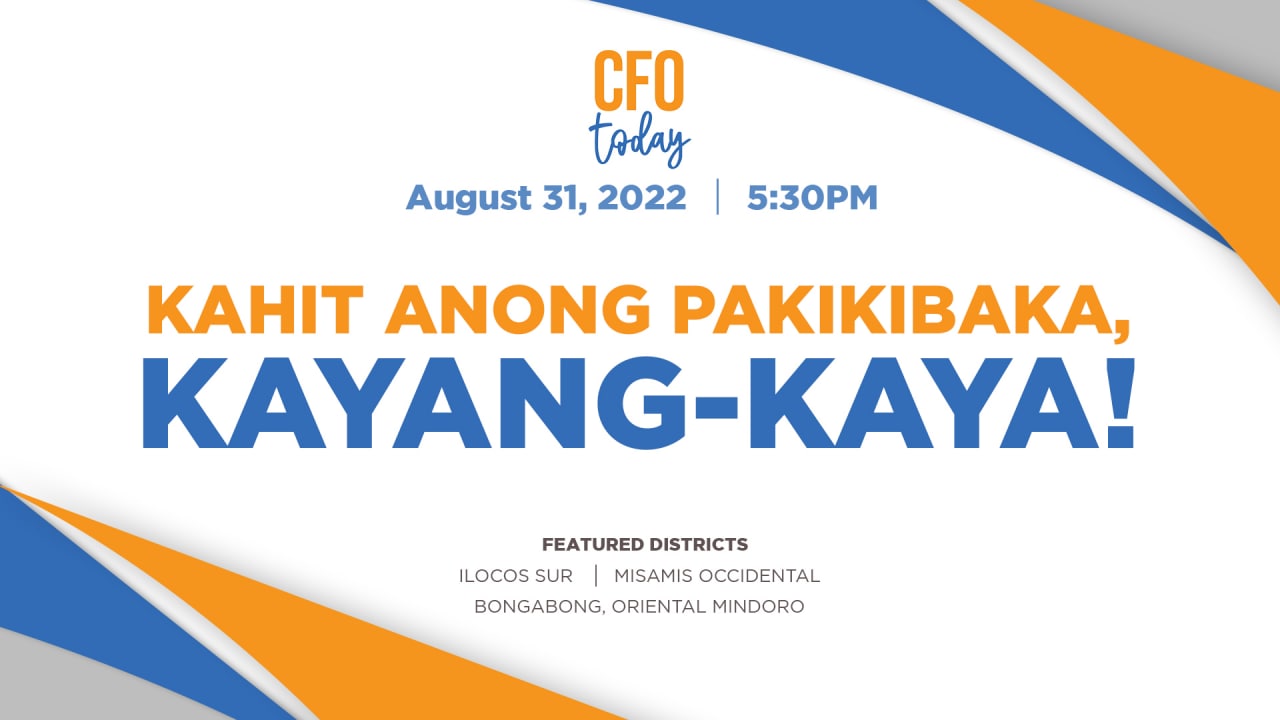 CFO
today
August 31, 2022 | 5:30PM
KAHIT ANONG PAKIKIBAKA,
KAYANG-KAYA!
FEATURED DISTRICTS
ILOCOS SUR | MISAMIS OCCIDENTAL
BONGABONG, ORIENTAL MINDORO